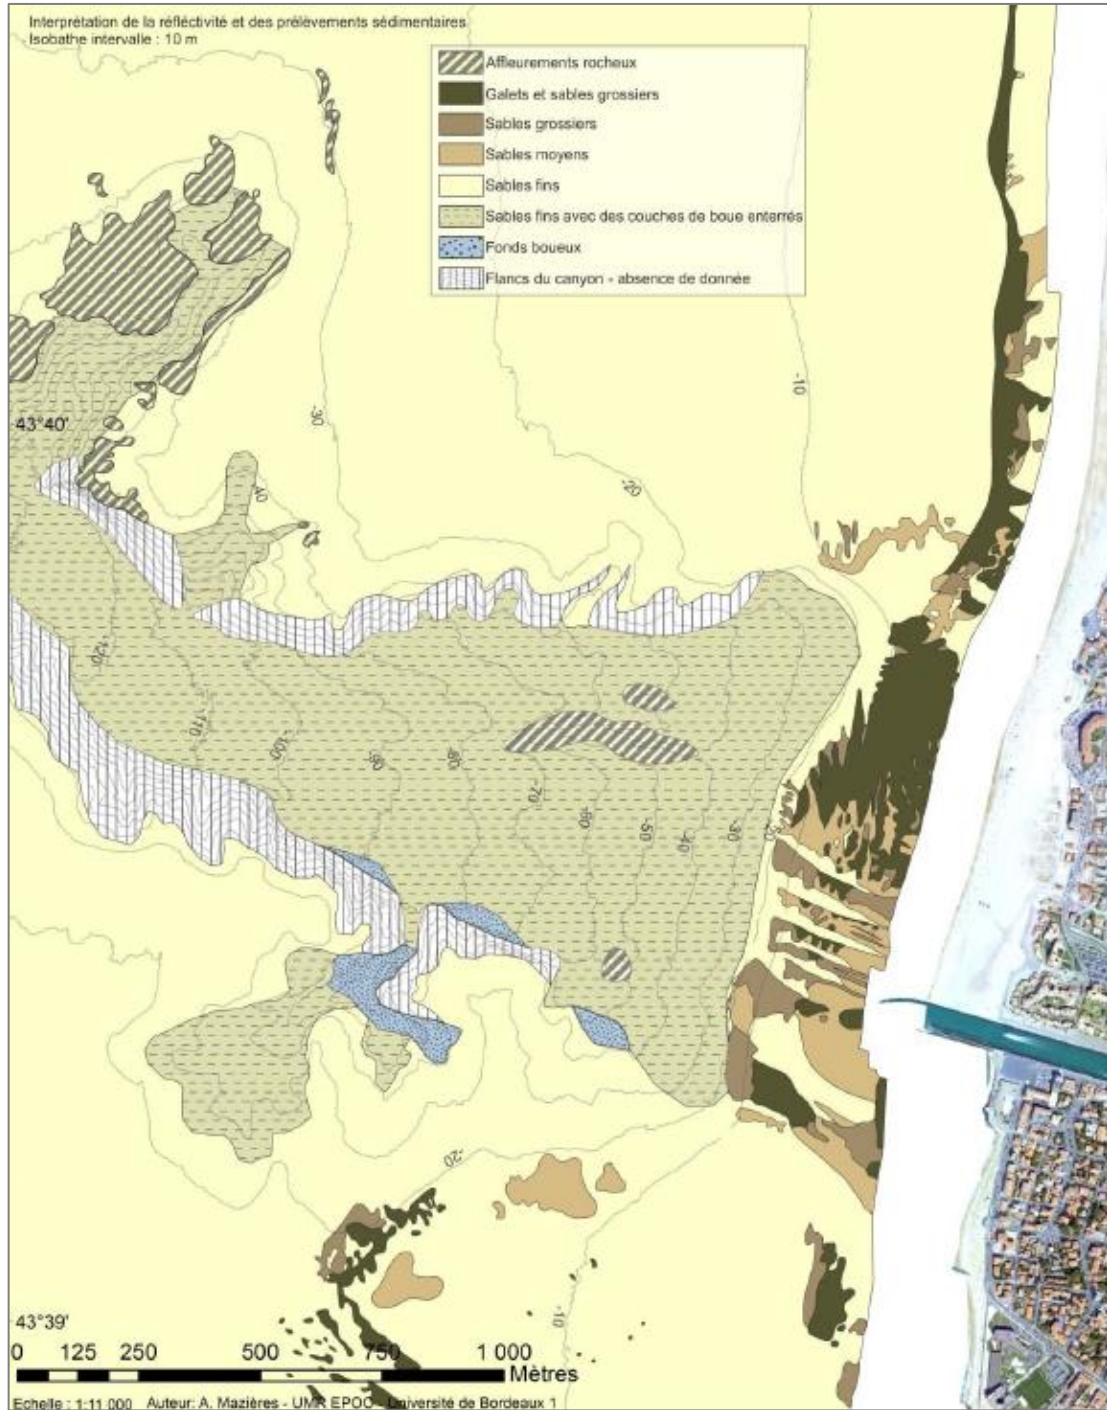 Interprétation de la réfléctivité et des prélèvements sédimentaires
Isobathe intervalle : 10 m
Affleurements rocheux
Galets et sables grossiers
Sables grossiers
Sables moyens
Sables fins
Sables fins avec des couches de boue enterrés
Fonds boueux
Flancs du canyon - absence de donnée
-10
-30
43°40'
-20
-40
-120
-110
-100
-90
-80
-70
-60
-50
-40
-30
-20
-20
-10
43°39'
0 125 250 500 750 1 000
Mètres
Echelle : 1:11 000 Auteur: A. Mazières - UMR EPOC - Université de Bordeaux 1